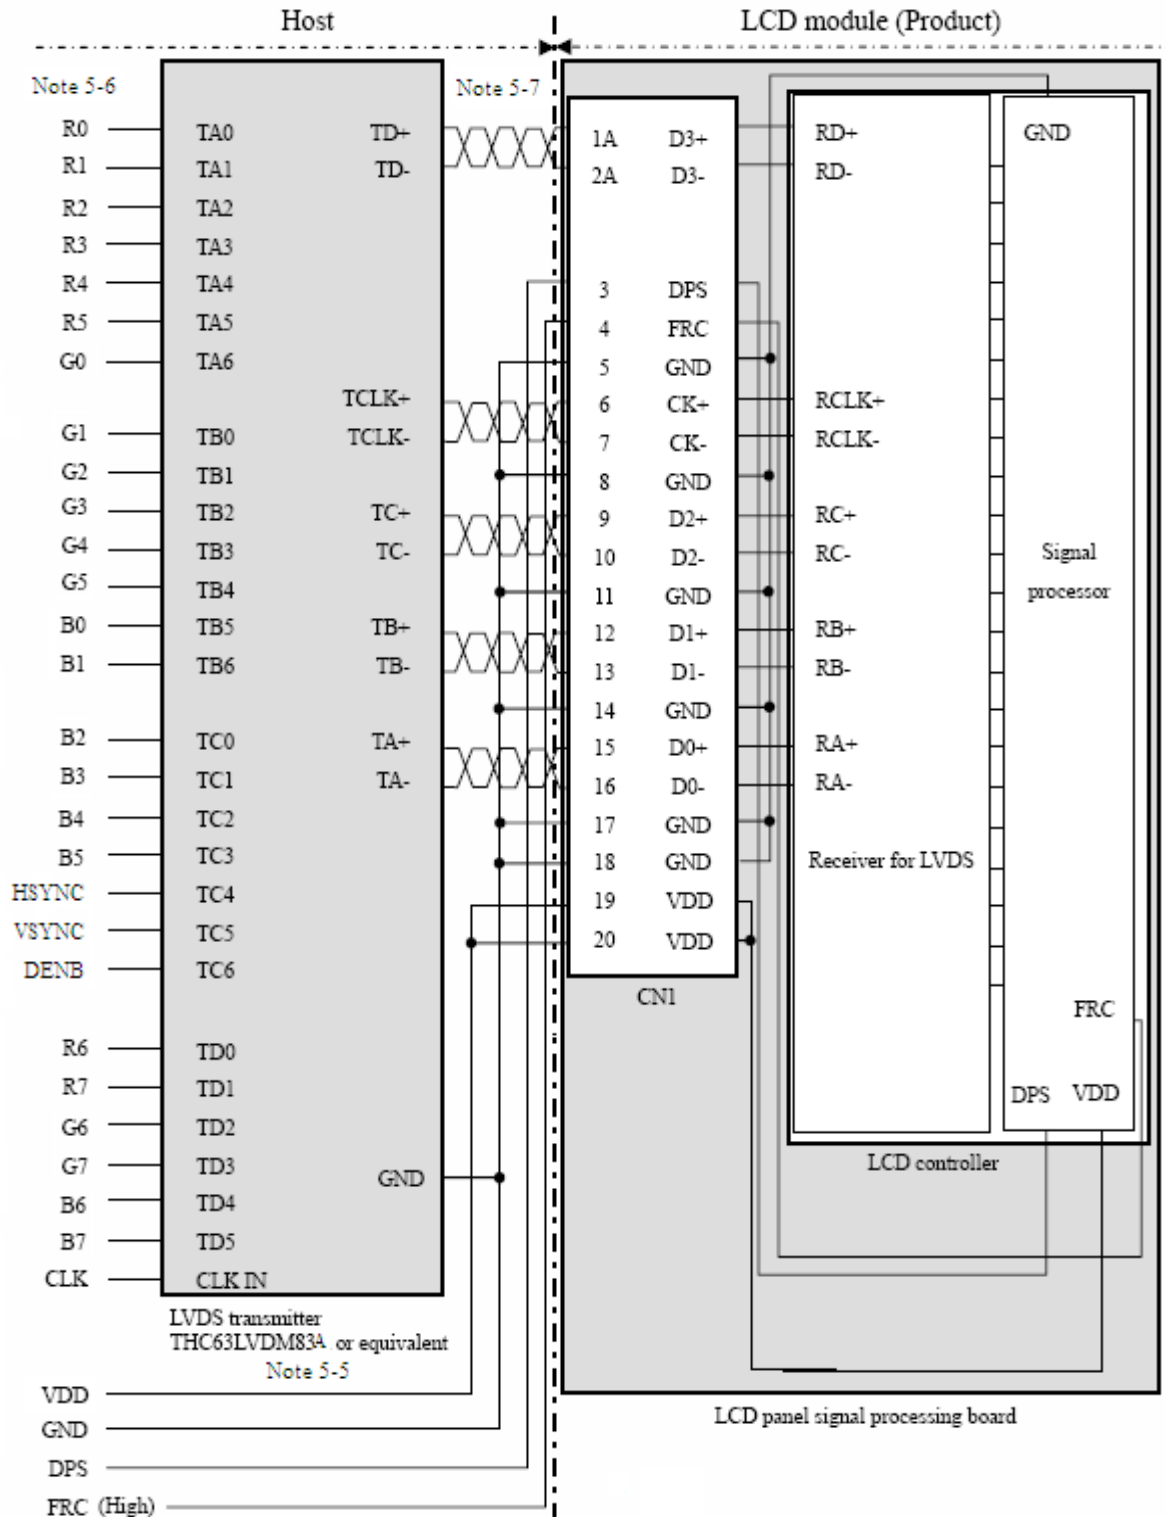 Host
LCD module (Product)
Note 5-6
Note 5-7
R0 TA0 TD+ 1A D3+ RD+ GND
R1 TA1 TD- 2A D3- RD-
R2 TA2
R3 TA3
R4 TA4 3 DPS
R5 TA5 4 FRC
G0 TA6 5 GND
TCLK+ 6 CK+ RCLK+
G1 TB0 TCLK- 7 CK- RCLK-
G2 TB1 8 GND
G3 TB2 TC+ 9 D2+ RC+
G4 TB3 TC- 10 D2- RC- Signal
G5 TB4 11 GND processor
B0 TB5 TB+ 12 D1+ RB+
B1 TB6 TB- 13 D1- RB-
14 GND
B2 TC0 TA+ 15 D0+ RA+
B3 TC1 TA- 16 D0- RA-
B4 TC2 17 GND
B5 TC3 18 GND Receiver for LVDS
HSYNC TC4 19 VDD
VSYNC TC5 20 VDD
DENB TC6
CN1
FRC
R6 TD0
R7 TD1 DPS VDD
G6 TD2
G7 TD3 GND LCD controller
B6 TD4
B7 TD5
CLK CLK IN
LVDS transmitter
THC63LVDM83A . or equivalent
Note 5-5
VDD
LCD panel signal processing board
GND
DPS
FRC (High)